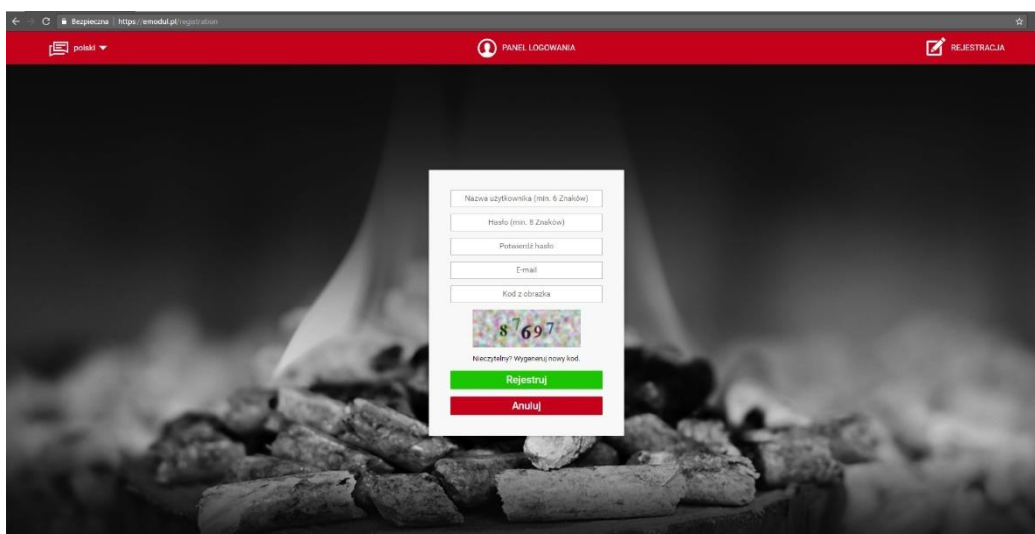 Bezpieczna | https://emodul.pl/registration
polski
PANEL LOGOWANIA
REJESTRACJA
Nazwa użytkownika (min. 6 Znaków)
Hasło (min. 8 Znaków)
Potwierdź hasło
E-mail
Kod z obrazka
87697
Nieczytelny? Wygeneruj nowy kod.
Rejestruj
Anuluj